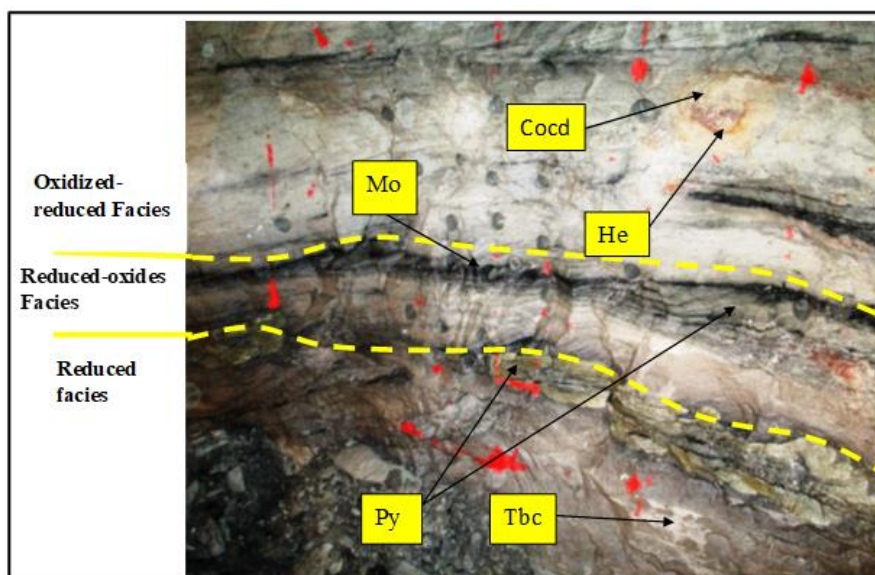 Cocd
Oxidized-
reduced Facies
Mo
He
Reduced-oxides
Facies
Reduced
facies
Py
Tbc